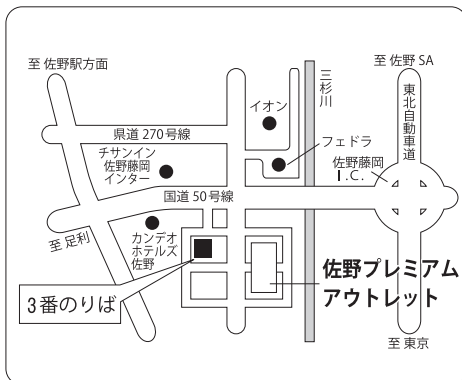 至 佐野駅方面
至 佐野 SA
三杉川
東北自動車道
イオン
県道 270号線
フェドラ
チサンイン
佐野藤岡
インター
佐野藤岡
I.C.
国道 50号線
至 足利
カンデオ
ホテルズ
佐野
3番のりば
佐野プレミアム
アウトレット
至 東京